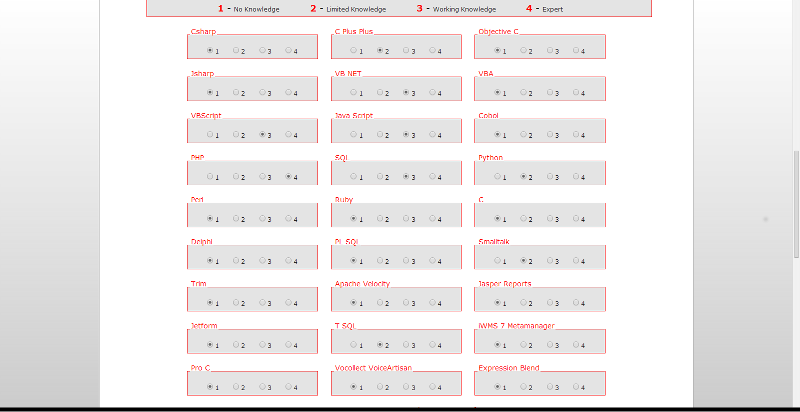 1 - No Knowledge 2 - Limited Knowledge 3 - Working Knowledge 4 - Expert
Csharp C Plus Plus Objective C
1 2 3 4 1 2 3 4 1 2 3 4
Jsharp VB NET VBA
1 2 3 4 1 2 3 4 1 2 3 4
VBScript Java Script Cobol
1 2 3 4 1 2 3 4 1 2 3 4
PHP SQL Python
1 2 3 4 1 2 3 4 1 2 3 4
Perl Ruby C
1 2 3 4 1 2 3 4 1 2 3 4
Delphi PL SQL Smalltalk
1 2 3 4 1 2 3 4 1 2 3 4
Trim Apache Velocity Jasper Reports
1 2 3 4 1 2 3 4 1 2 3 4
Jetform T SQL IWMS 7 Metamanager
1 2 3 4 1 2 3 4 1 2 3 4
Pro C Vocollect VoiceArtisan Expression Blend
1 2 3 4 1 2 3 4 1 2 3 4